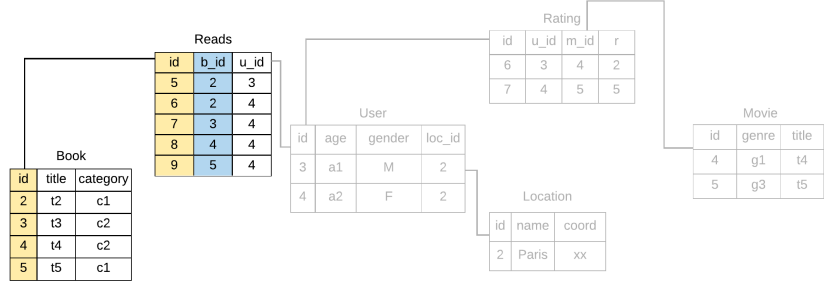 Rating
id u_id m_id r
6 3 4 2
7 4 5 5
Reads
id b_id u_id
5 2 3
6 2 4
7 3 4
8 4 4
9 5 4
User
id age gender loc_id
3 a1 M 2
4 a2 F 2
Movie
id genre title
4 g1 t4
5 g3 t5
Book
id title category
2 t2 c1
3 t3 c2
4 t4 c2
5 t5 c1
Location
id name coord
2 Paris xx